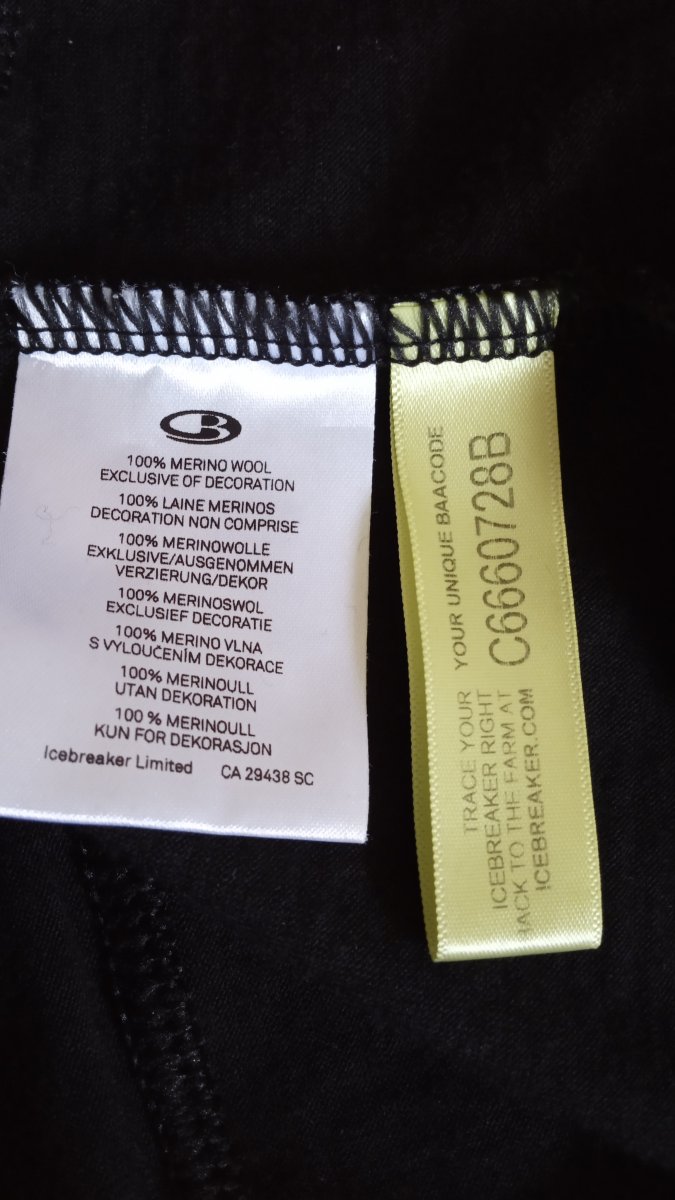 100% MERINO WOOL
EXCLUSIVE OF DECORATION
100% LAINE MERINOS
DECORATION NON COMPRISE
100% MERINOWOLLE
EXKLUSIVE/AUSGENOMMEN
VERZIERUNG/DEKOR
100% MERINOSWOL
EXCLUSIEF DECORATIE
100% MERINO VLNA
S VYLOUČENÍM DEKORACE
100% MERINOULL
UTAN DEKORATION
100 % MERINOULL
KUN FOR DEKORASJON
Icebreaker Limited CA 29438 SC
YOUR UNIQUE BAACODE
C6660728B
TRACE YOUR
ICEBREAKER RIGHT
BACK TO THE FARM AT
ICEBREAKER.COM